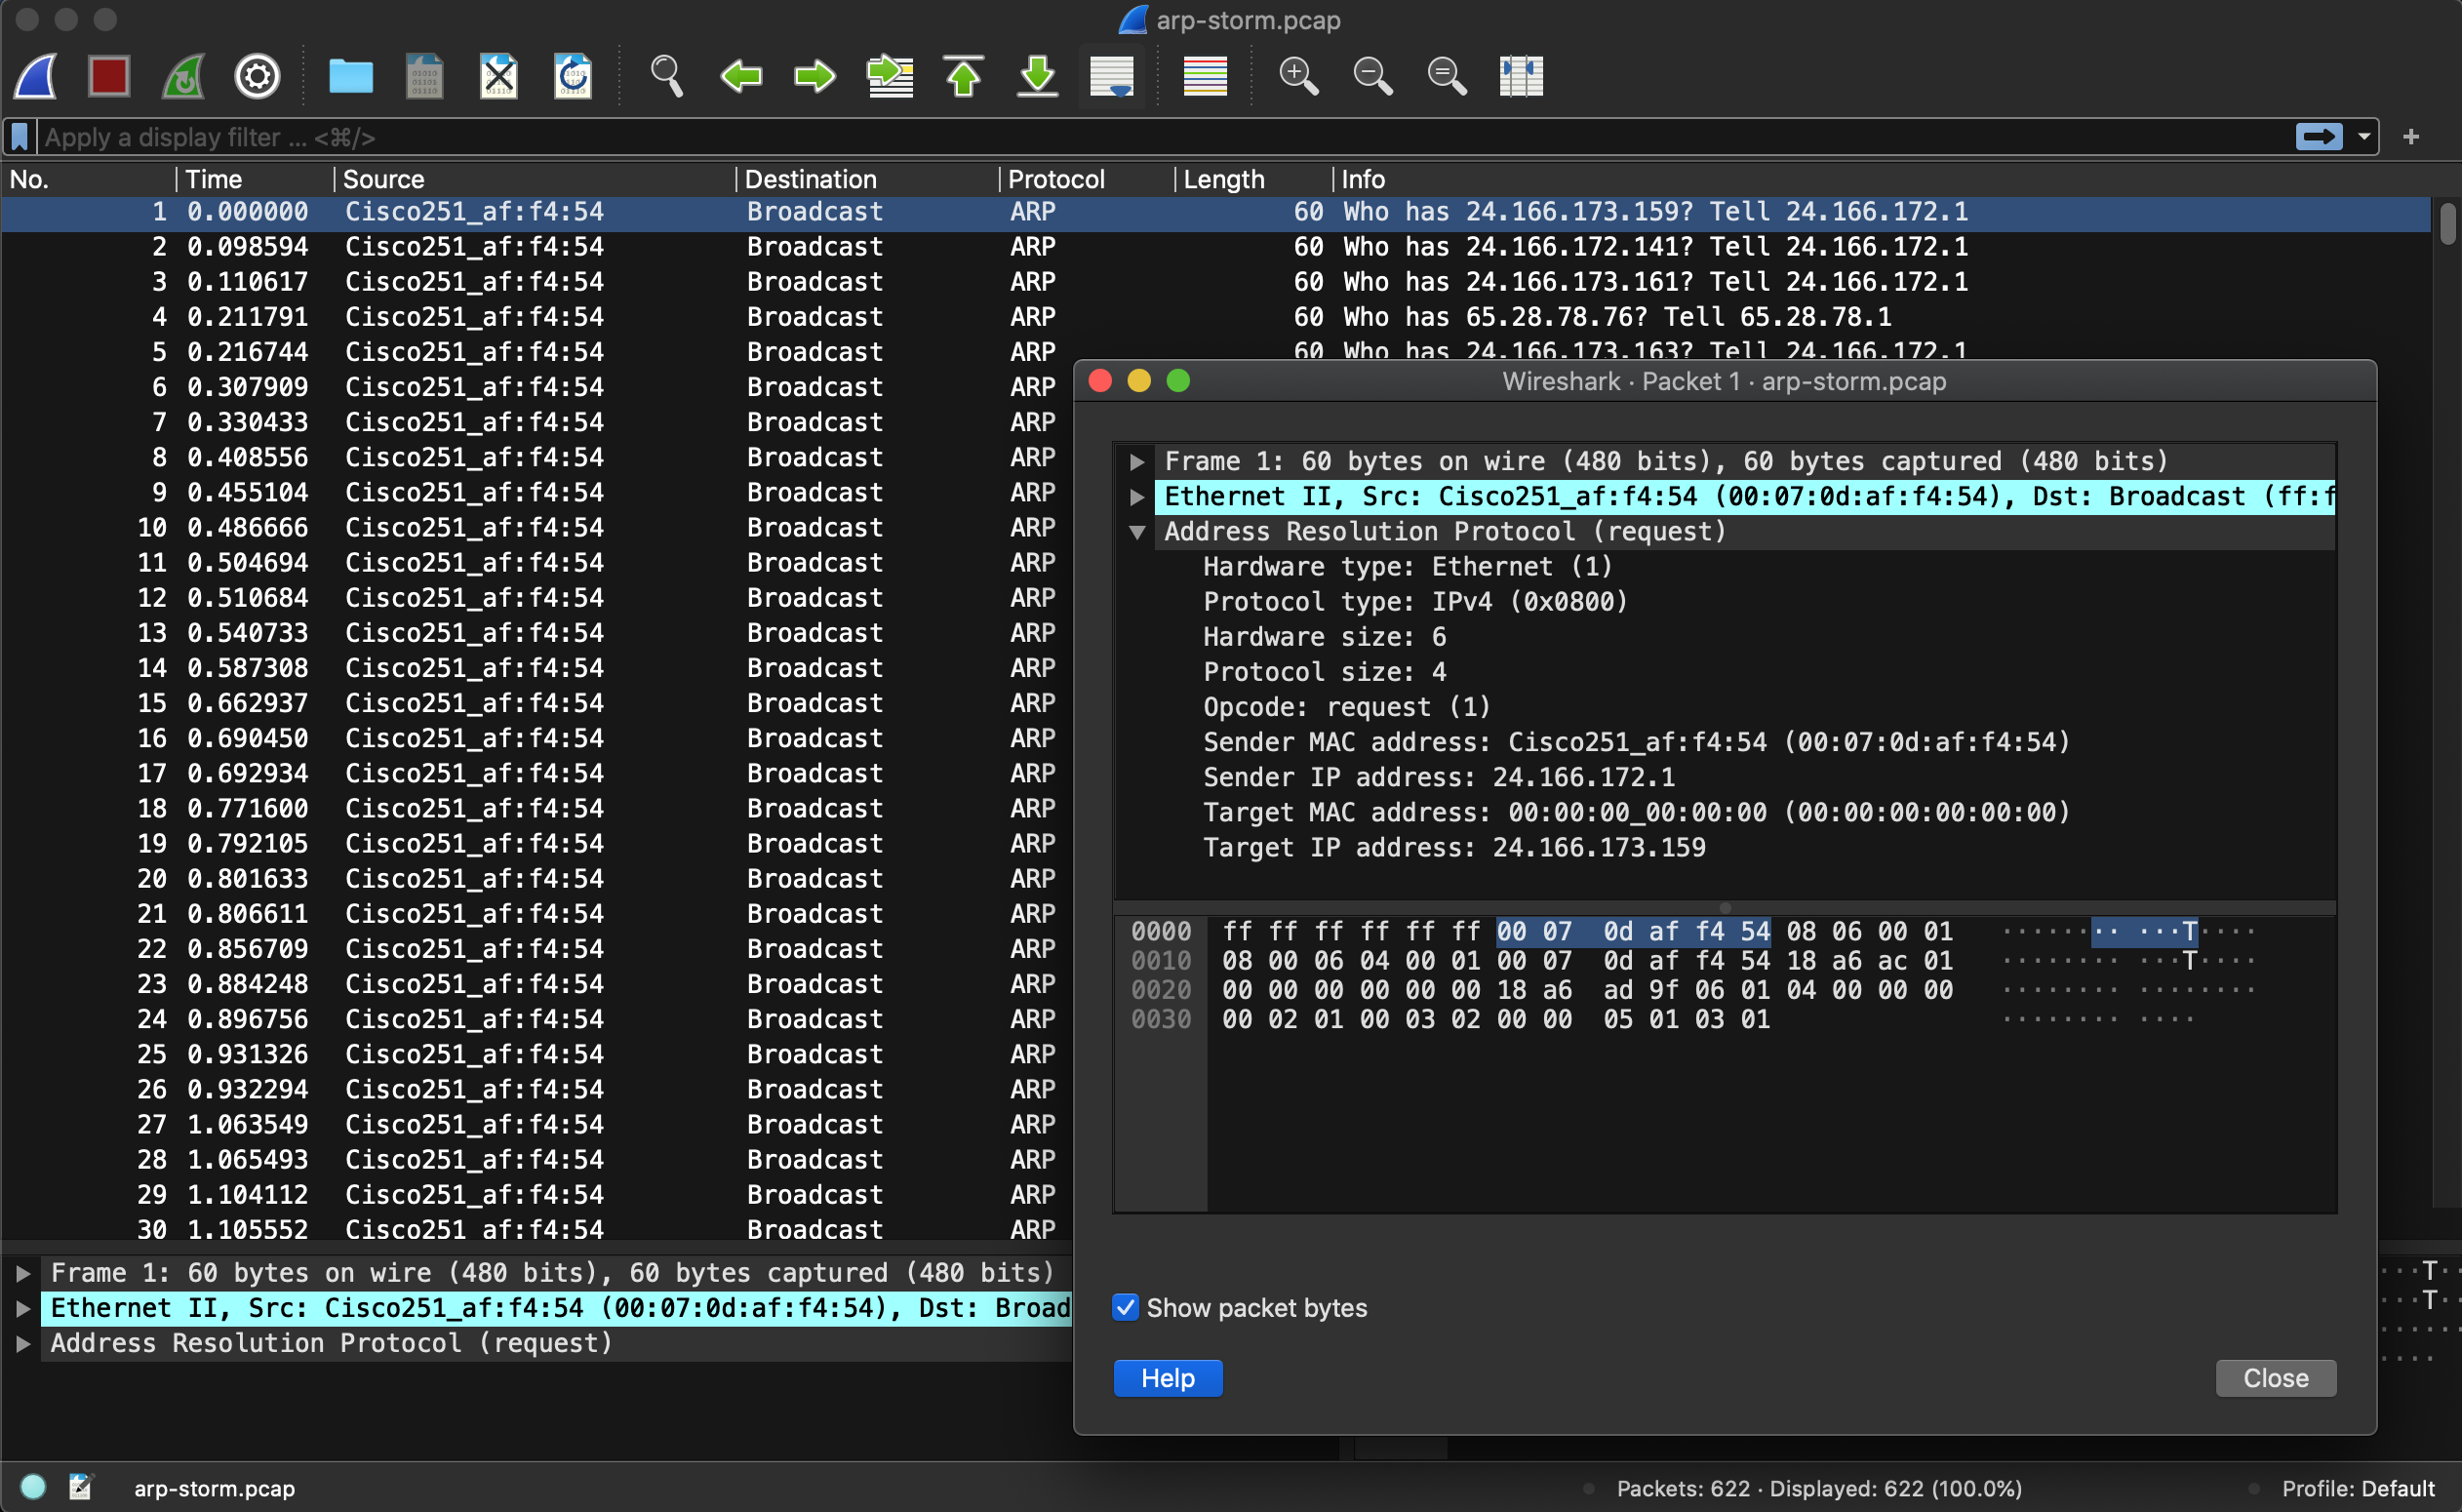 arp-storm.pcap
Apply a display filter ... <⌘/>
No. Time Source Destination Protocol Length Info
1 0.000000 Cisco251_af:f4:54 Broadcast ARP 60 Who has 24.166.173.159? Tell 24.166.172.1
2 0.098594 Cisco251_af:f4:54 Broadcast ARP 60 Who has 24.166.172.141? Tell 24.166.172.1
3 0.110617 Cisco251_af:f4:54 Broadcast ARP 60 Who has 24.166.173.161? Tell 24.166.172.1
4 0.211791 Cisco251_af:f4:54 Broadcast ARP 60 Who has 65.28.78.76? Tell 65.28.78.1
5 0.216744 Cisco251_af:f4:54 Broadcast ARP 60 Who has 24.166.173.163? Tell 24.166.172.1
6 0.307909 Cisco251_af:f4:54 Broadcast ARP
7 0.330433 Cisco251_af:f4:54 Broadcast ARP
8 0.408556 Cisco251_af:f4:54 Broadcast ARP
9 0.455104 Cisco251_af:f4:54 Broadcast ARP
10 0.486666 Cisco251_af:f4:54 Broadcast ARP
11 0.504694 Cisco251_af:f4:54 Broadcast ARP
12 0.510684 Cisco251_af:f4:54 Broadcast ARP
13 0.540733 Cisco251_af:f4:54 Broadcast ARP
14 0.587308 Cisco251_af:f4:54 Broadcast ARP
15 0.662937 Cisco251_af:f4:54 Broadcast ARP
16 0.690450 Cisco251_af:f4:54 Broadcast ARP
17 0.692934 Cisco251_af:f4:54 Broadcast ARP
18 0.771600 Cisco251_af:f4:54 Broadcast ARP
19 0.792105 Cisco251_af:f4:54 Broadcast ARP
20 0.801633 Cisco251_af:f4:54 Broadcast ARP
21 0.806611 Cisco251_af:f4:54 Broadcast ARP
22 0.856709 Cisco251_af:f4:54 Broadcast ARP
23 0.884248 Cisco251_af:f4:54 Broadcast ARP
24 0.896756 Cisco251_af:f4:54 Broadcast ARP
25 0.931326 Cisco251_af:f4:54 Broadcast ARP
26 0.932294 Cisco251_af:f4:54 Broadcast ARP
27 1.063549 Cisco251_af:f4:54 Broadcast ARP
28 1.065493 Cisco251_af:f4:54 Broadcast ARP
29 1.104112 Cisco251_af:f4:54 Broadcast ARP
30 1.105552 Cisco251_af:f4:54 Broadcast ARP
Frame 1: 60 bytes on wire (480 bits), 60 bytes captured (480 bits)
Ethernet II, Src: Cisco251_af:f4:54 (00:07:0d:af:f4:54), Dst: Broad
Address Resolution Protocol (request)
Wireshark · Packet 1 · arp-storm.pcap
Frame 1: 60 bytes on wire (480 bits), 60 bytes captured (480 bits)
Ethernet II, Src: Cisco251_af:f4:54 (00:07:0d:af:f4:54), Dst: Broadcast (ff:f
Address Resolution Protocol (request)
Hardware type: Ethernet (1)
Protocol type: IPv4 (0x0800)
Hardware size: 6
Protocol size: 4
Opcode: request (1)
Sender MAC address: Cisco251_af:f4:54 (00:07:0d:af:f4:54)
Sender IP address: 24.166.172.1
Target MAC address: 00:00:00_00:00:00 (00:00:00:00:00:00)
Target IP address: 24.166.173.159
0000 ff ff ff ff ff ff 00 07 0d af f4 54 08 06 00 01 ········ ···T····
0010 08 00 06 04 00 01 00 07 0d af f4 54 18 a6 ac 01 ········ ···T····
0020 00 00 00 00 00 00 18 a6 ad 9f 06 01 04 00 00 00 ········ ········
0030 00 02 01 00 03 02 00 00 05 01 03 01 ········ ····
Show packet bytes
Help
Close
···T··
···T··
arp-storm.pcap
Packets: 622 · Displayed: 622 (100.0%)
Profile: Default